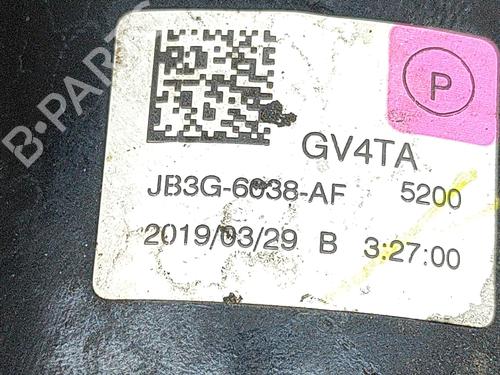 B-PARTS
P
GV4TA
JB3G-6038-AF 5200
2019/03/29 B 3:27:00